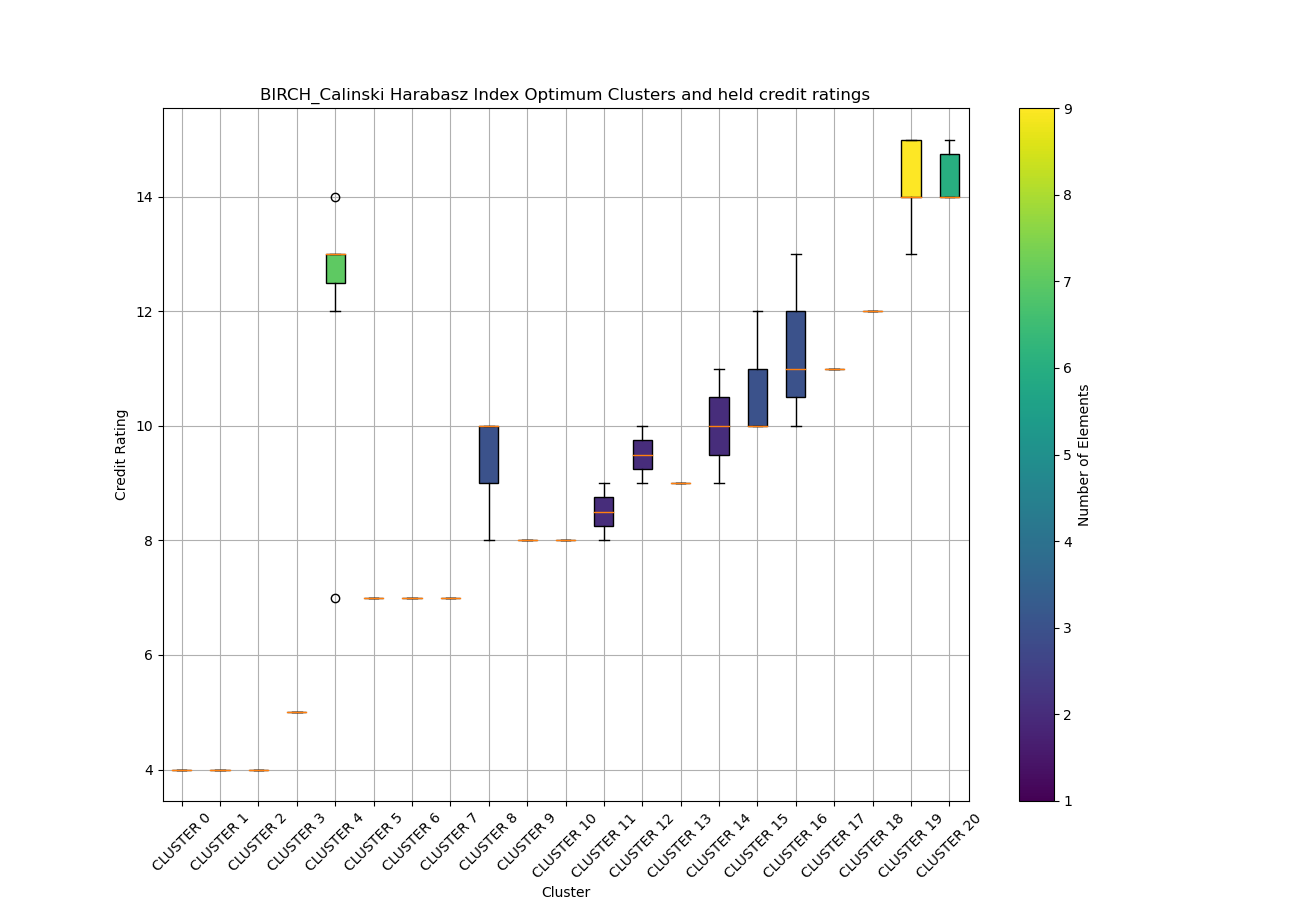 BIRCH_Calinski Harabasz Index Optimum Clusters and held credit ratings
14
12
10
8
6
4
Credit Rating
CLUSTER 0
CLUSTER 1
CLUSTER 2
CLUSTER 3
CLUSTER 4
CLUSTER 5
CLUSTER 6
CLUSTER 7
CLUSTER 8
CLUSTER 9
CLUSTER 10
CLUSTER 11
CLUSTER 12
CLUSTER 13
CLUSTER 14
CLUSTER 15
CLUSTER 16
CLUSTER 17
CLUSTER 18
CLUSTER 19
CLUSTER 20
Cluster
9
8
7
6
5
4
3
2
1
Number of Elements